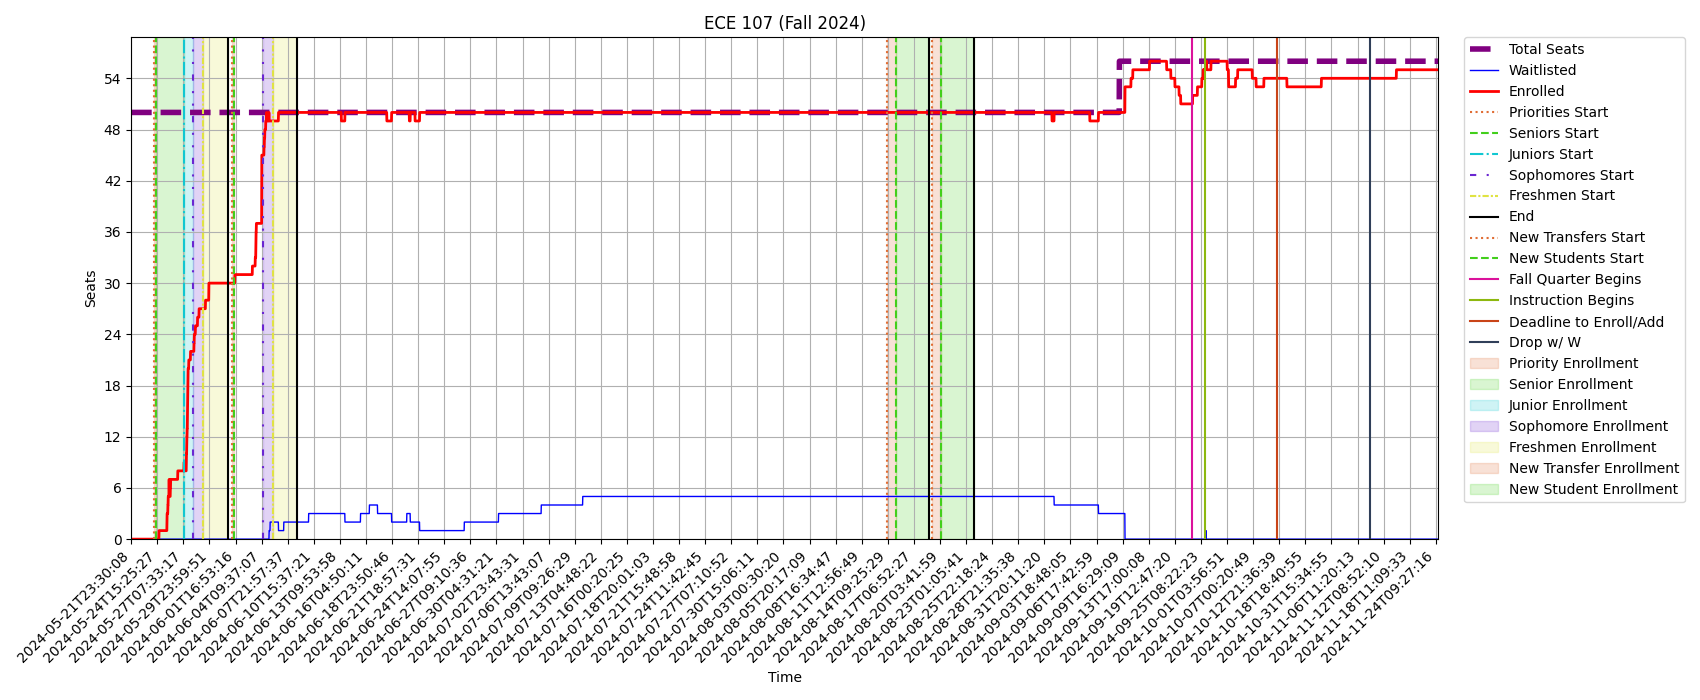 ECE 107 (Fall 2024)
Seats
54
48
42
36
30
24
18
12
6
0
2024-05-21T23:30:08
2024-05-24T15:25:27
2024-05-27T07:33:17
2024-05-29T23:59:51
2024-06-01T16:53:16
2024-06-04T09:37:07
2024-06-07T21:57:37
2024-06-10T15:37:21
2024-06-13T09:53:58
2024-06-16T04:50:11
2024-06-18T23:50:46
2024-06-21T18:57:31
2024-06-24T14:07:55
2024-06-27T09:10:36
2024-06-30T04:31:21
2024-07-02T23:43:31
2024-07-06T13:43:07
2024-07-09T09:26:29
2024-07-13T04:48:22
2024-07-16T00:20:25
2024-07-18T20:01:03
2024-07-21T15:48:58
2024-07-24T11:42:45
2024-07-27T07:10:52
2024-07-30T15:06:11
2024-08-03T00:30:20
2024-08-05T20:17:09
2024-08-08T16:34:47
2024-08-11T12:56:49
2024-08-14T09:25:29
2024-08-17T06:52:27
2024-08-20T03:41:59
2024-08-23T01:05:41
2024-08-25T22:18:24
2024-08-28T21:35:38
2024-08-31T20:11:20
2024-09-03T18:48:05
2024-09-06T17:42:59
2024-09-09T16:29:09
2024-09-13T17:00:08
2024-09-19T12:47:20
2024-09-25T08:22:23
2024-10-01T03:56:51
2024-10-07T00:20:49
2024-10-12T21:36:39
2024-10-18T18:40:55
2024-10-31T15:34:55
2024-11-06T11:20:13
2024-11-12T08:52:10
2024-11-18T11:09:33
2024-11-24T09:27:16
Time
Total Seats
Waitlisted
Enrolled
Priorities Start
Seniors Start
Juniors Start
Sophomores Start
Freshmen Start
End
New Transfers Start
New Students Start
Fall Quarter Begins
Instruction Begins
Deadline to Enroll/Add
Drop w/ W
Priority Enrollment
Senior Enrollment
Junior Enrollment
Sophomore Enrollment
Freshmen Enrollment
New Transfer Enrollment
New Student Enrollment